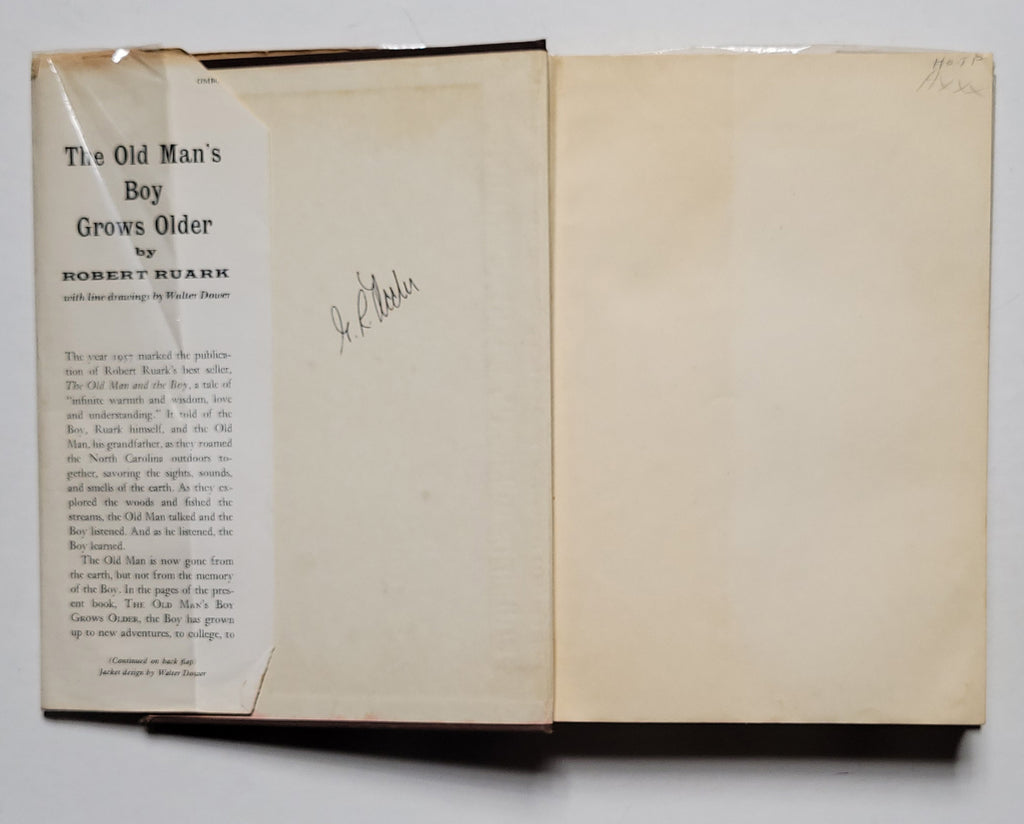 The Old Man's
Boy
Grows Older
by
ROBERT RUARK
with line drawings by Walter Dower
The year 1957 marked the publica-
tion of Robert Ruark's best seller,
The Old Man and the Boy, a tale of
"infinite warmth and wisdom, love
and understanding." It told of the
Boy, Ruark himself, and the Old
Man, his grandfather, as they roamed
the North Carolina outdoors to-
gether, savoring the sights, sounds,
and smells of the earth. As they ex-
plored the woods and fished the
streams, the Old Man talked and the
Boy listened. And as he listened, the
Boy learned.
The Old Man is now gone from
the earth, but not from the memory
of the Boy. In the pages of the pres-
ent book, THE OLD MAN'S BOY
GROWS OLDER, the Boy has grown
up to new adventures, to college, to
(Continued on back flap)
Jacket design by Walter Dower